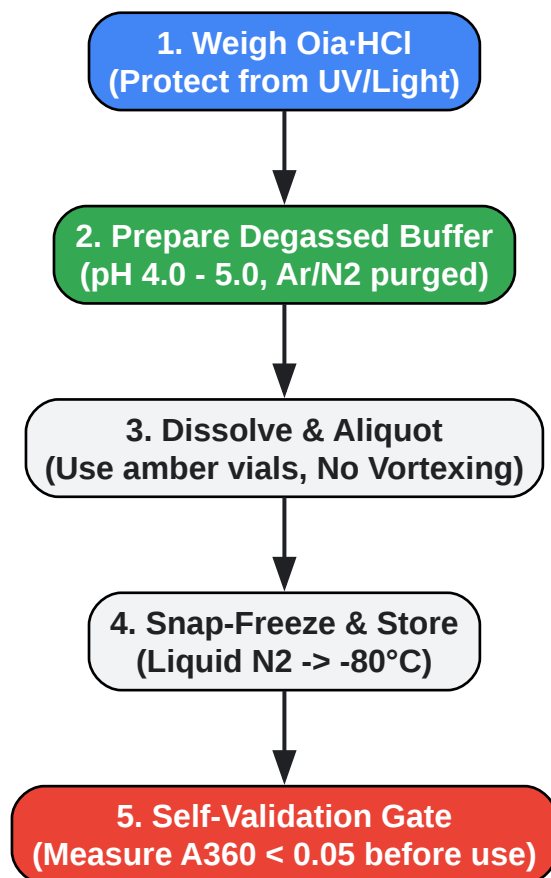 1. Weigh Oia·HCl
(Protect from UV/Light)
2. Prepare Degassed Buffer
(pH 4.0 - 5.0, Ar/N2 purged)
3. Dissolve & Aliquot
(Use amber vials, No Vortexing)
4. Snap-Freeze & Store
(Liquid N2 -> -80°C)
5. Self-Validation Gate
(Measure A360 < 0.05 before use)